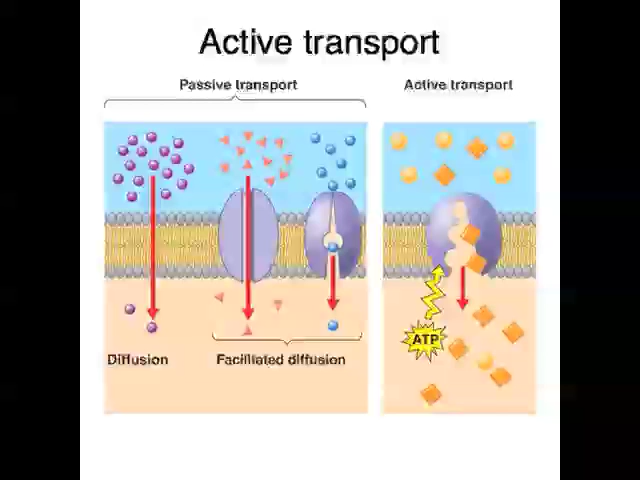 Active transport
Passive transport
Active transport
ATP
Diffusion
Facilitated diffusion